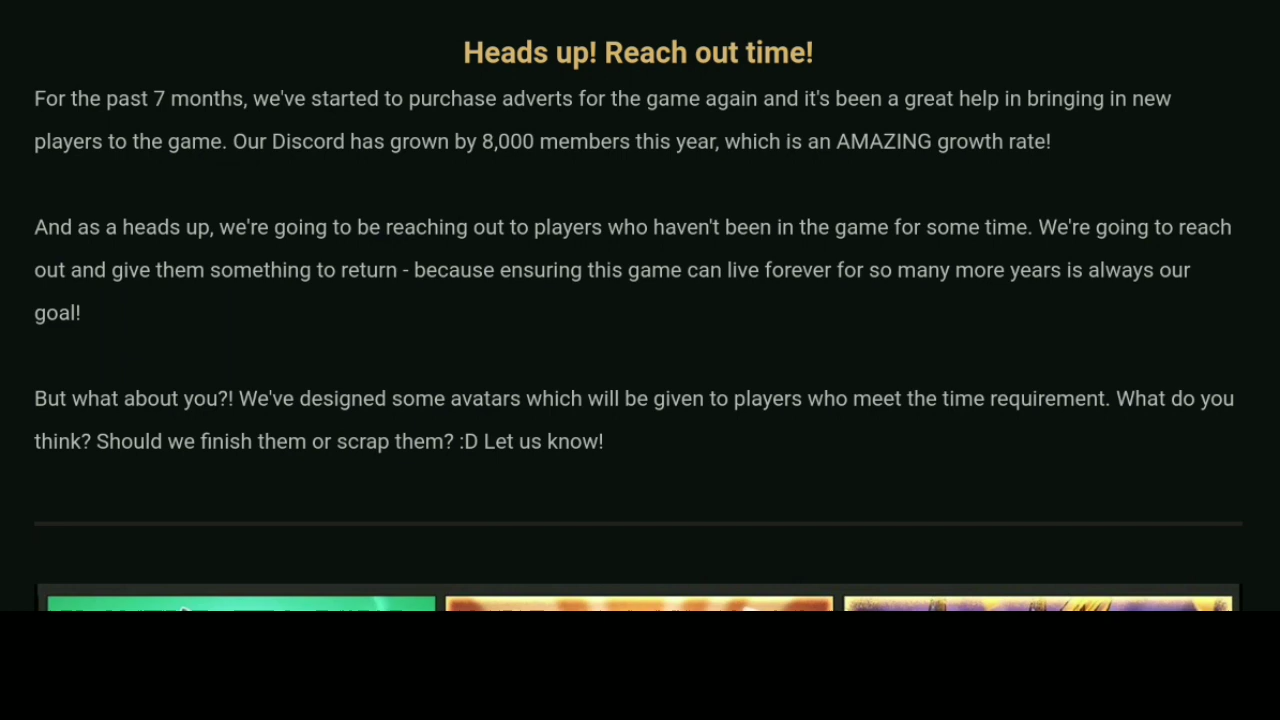 Heads up! Reach out time!
For the past 7 months, we've started to purchase adverts for the game again and it's been a great help in bringing in new
players to the game. Our Discord has grown by 8,000 members this year, which is an AMAZING growth rate!
And as a heads up, we're going to be reaching out to players who haven't been in the game for some time. We're going to reach
out and give them something to return - because ensuring this game can live forever for so many more years is always our
goal!
But what about you?! We've designed some avatars which will be given to players who meet the time requirement. What do you
think? Should we finish them or scrap them? :D Let us know!